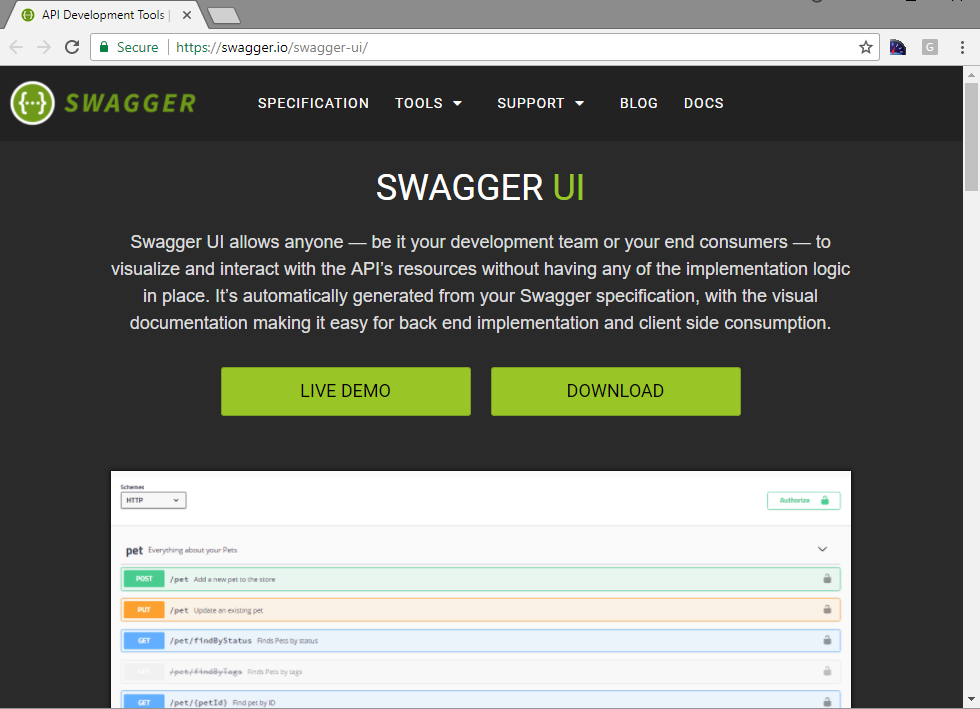 API Development Tools |
Secure https://swagger.io/swagger-ui/
G
SWAGGER
SPECIFICATION TOOLS SUPPORT BLOG DOCS
SWAGGER UI
Swagger UI allows anyone — be it your development team or your end consumers — to
visualize and interact with the API’s resources without having any of the implementation logic
in place. It’s automatically generated from your Swagger specification, with the visual
documentation making it easy for back end implementation and client side consumption.
LIVE DEMO DOWNLOAD
Schemes
HTTP Authorize
pet Everything about your Pets
POST /pet Add a new pet to the store
PUT /pet Update an existing pet
GET /pet/findByStatus Finds Pets by status
GET /pet/findByTags Finds Pets by tags
GET /pet/{petId} Find pet by ID